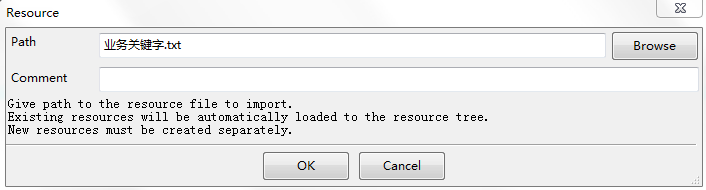 Resource
Path
业务关键字.txt
Browse
Comment
Give path to the resource file to import.
Existing resources will be automatically loaded to the resource tree.
New resources must be created separately.
OK
Cancel